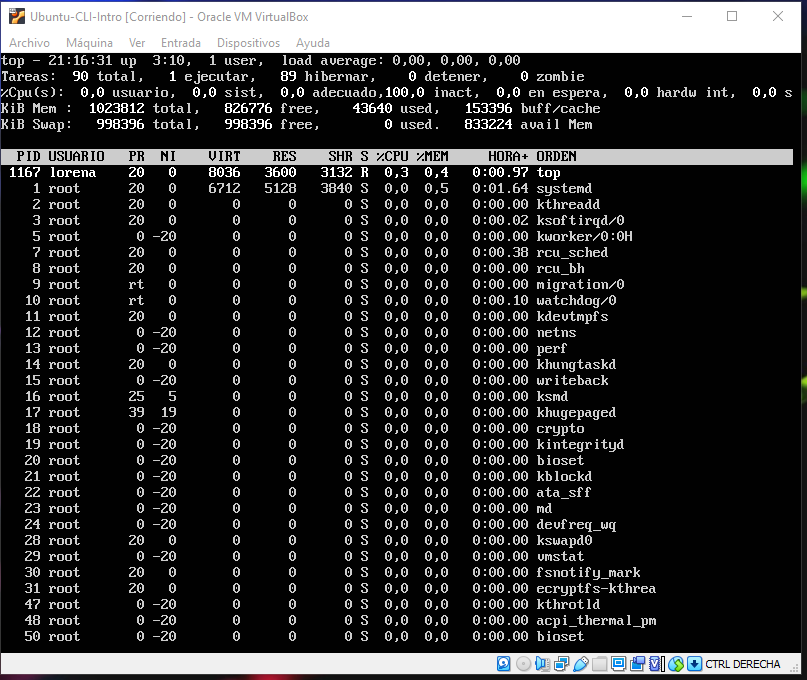 Ubuntu-CLI-Intro [Corriendo] - Oracle VM VirtualBox
Archivo Máquina Ver Entrada Dispositivos Ayuda
top - 21:16:31 up 3:10, 1 user, load average: 0,00, 0,00, 0,00
Tareas: 90 total, 1 ejecutar, 89 hibernar, 0 detener, 0 zombie
%Cpu(s): 0,0 usuario, 0,0 sist, 0,0 adecuado,100,0 inact, 0,0 en espera, 0,0 hardw int, 0,0 s
KiB Mem : 1023812 total, 826776 free, 43640 used, 153396 buff/cache
KiB Swap: 998396 total, 998396 free, 0 used. 833224 avail Mem
PID USUARIO PR NI VIRT RES SHR S %CPU %MEM HORA+ ORDEN
1167 lorena 20 0 8036 3600 3132 R 0,3 0,4 0:00.97 top
1 root 20 0 6712 5128 3840 S 0,0 0,5 0:01.64 systemd
2 root 20 0 0 0 0 S 0,0 0,0 0:00.00 kthreadd
3 root 20 0 0 0 0 S 0,0 0,0 0:00.02 ksoftirqd/0
5 root 0 -20 0 0 0 S 0,0 0,0 0:00.00 kworker/0:0H
7 root 20 0 0 0 0 S 0,0 0,0 0:00.38 rcu_sched
8 root 20 0 0 0 0 S 0,0 0,0 0:00.00 rcu_bh
9 root rt 0 0 0 0 S 0,0 0,0 0:00.00 migration/0
10 root rt 0 0 0 0 S 0,0 0,0 0:00.10 watchdog/0
11 root 20 0 0 0 0 S 0,0 0,0 0:00.00 kdevtmpfs
12 root 0 -20 0 0 0 S 0,0 0,0 0:00.00 netns
13 root 0 -20 0 0 0 S 0,0 0,0 0:00.00 perf
14 root 20 0 0 0 0 S 0,0 0,0 0:00.00 khungtaskd
15 root 0 -20 0 0 0 S 0,0 0,0 0:00.00 writeback
16 root 25 5 0 0 0 S 0,0 0,0 0:00.00 ksmd
17 root 39 19 0 0 0 S 0,0 0,0 0:00.00 khugepaged
18 root 0 -20 0 0 0 S 0,0 0,0 0:00.00 crypto
19 root 0 -20 0 0 0 S 0,0 0,0 0:00.00 kintegrityd
20 root 0 -20 0 0 0 S 0,0 0,0 0:00.00 bioset
21 root 0 -20 0 0 0 S 0,0 0,0 0:00.00 kblockd
22 root 0 -20 0 0 0 S 0,0 0,0 0:00.00 ata_sff
23 root 0 -20 0 0 0 S 0,0 0,0 0:00.00 md
24 root 0 -20 0 0 0 S 0,0 0,0 0:00.00 devfreq_wq
28 root 20 0 0 0 0 S 0,0 0,0 0:00.00 kswapd0
29 root 0 -20 0 0 0 S 0,0 0,0 0:00.00 vmstat
30 root 20 0 0 0 0 S 0,0 0,0 0:00.00 fsnotify_mark
31 root 20 0 0 0 0 S 0,0 0,0 0:00.00 ecryptfs-kthrea
47 root 0 -20 0 0 0 S 0,0 0,0 0:00.00 kthrotld
48 root 0 -20 0 0 0 S 0,0 0,0 0:00.00 acpi_thermal_pm
50 root 0 -20 0 0 0 S 0,0 0,0 0:00.00 bioset
CTRL DERECHA